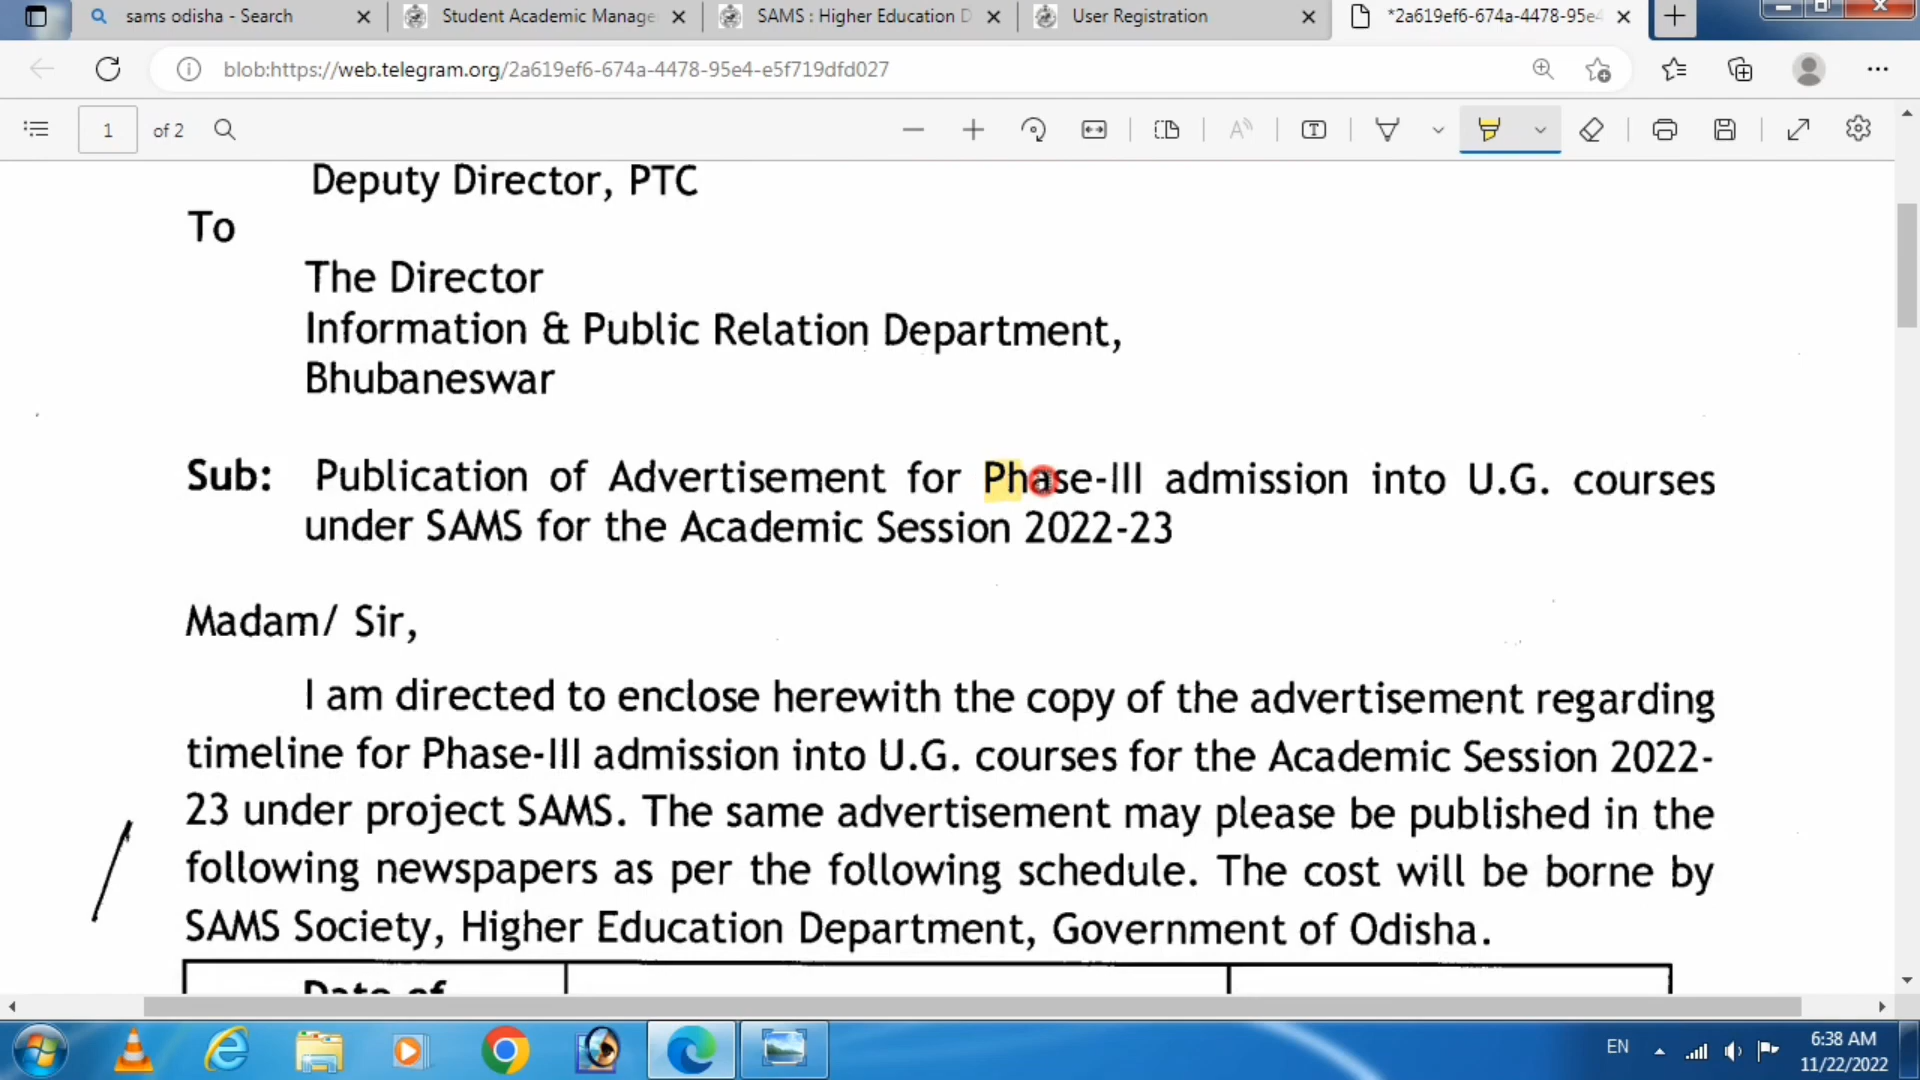 sams odisha - Search
Student Academic Manage
SAMS : Higher Education D
User Registration
*2a619ef6-674a-4478-95e4
blob:https://web.telegram.org/2a619ef6-674a-4478-95e4-e5f719dfd027
1 of 2
Deputy Director, PTC
To
The Director
Information & Public Relation Department,
Bhubaneswar
Sub: Publication of Advertisement for Phase-III admission into U.G. courses
under SAMS for the Academic Session 2022-23
Madam/ Sir,
I am directed to enclose herewith the copy of the advertisement regarding
timeline for Phase-III admission into U.G. courses for the Academic Session 2022-
23 under project SAMS. The same advertisement may please be published in the
following newspapers as per the following schedule. The cost will be borne by
SAMS Society, Higher Education Department, Government of Odisha.
Date of
EN
6:38 AM
11/22/2022